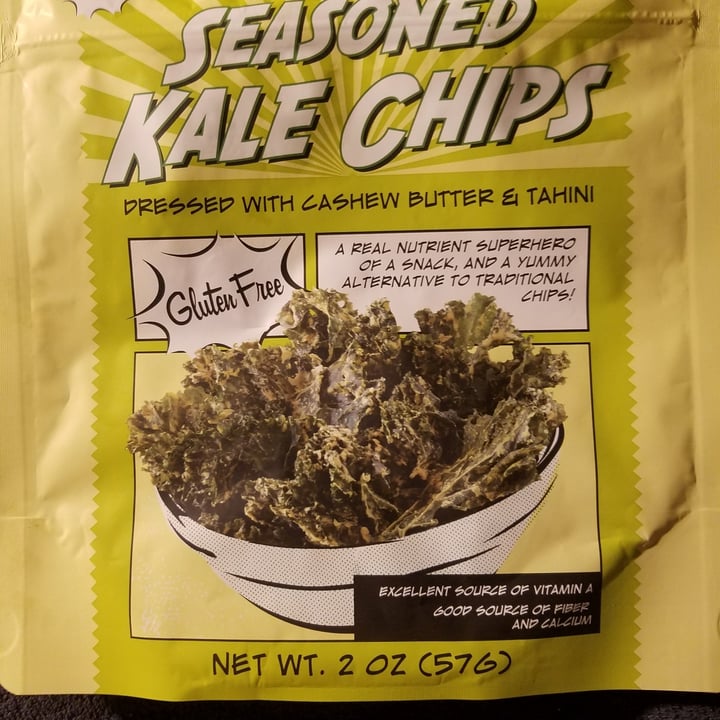 SEASONED
KALE CHIPS
DRESSED WITH CASHEW BUTTER & TAHINI
Gluten Free
A REAL NUTRIENT SUPERHERO
OF A SNACK, AND A YUMMY
ALTERNATIVE TO TRADITIONAL
CHIPS!
EXCELLENT SOURCE OF VITAMIN A
GOOD SOURCE OF FIBER
AND CALCIUM
NET WT. 2 OZ (57G)